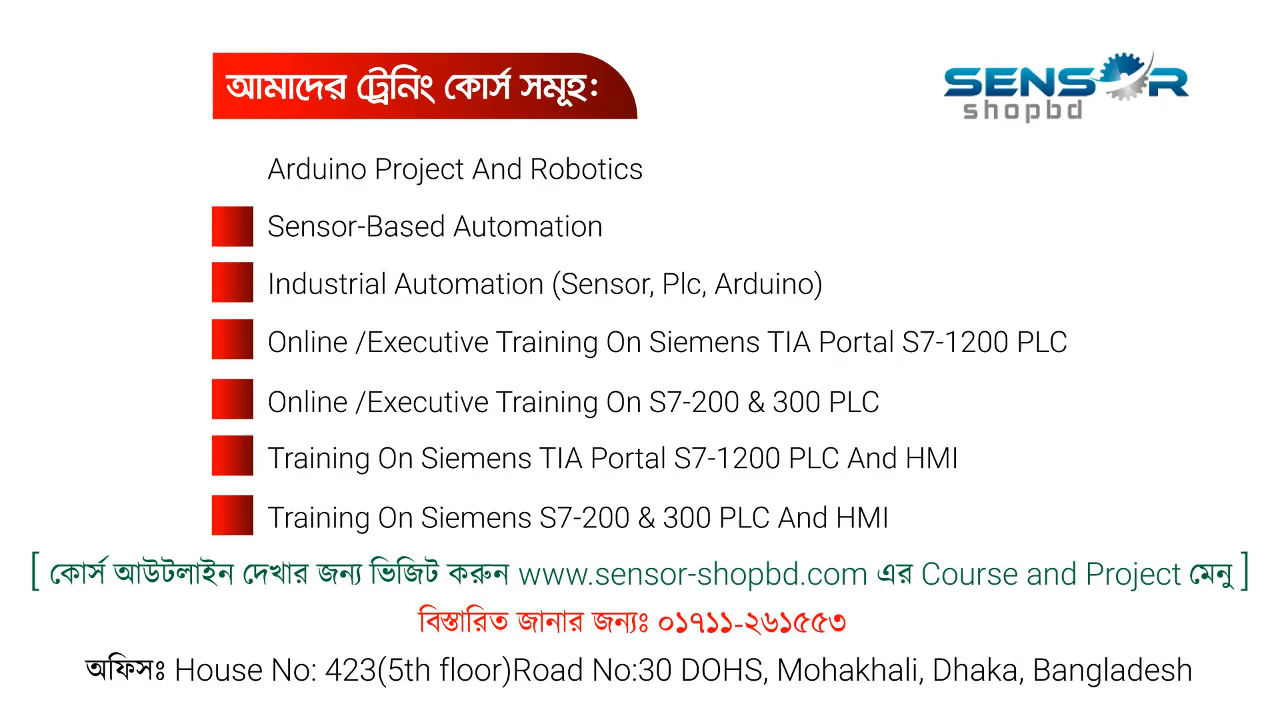 আমাদের ট্রেনিং কোর্স সমূহ:
SENSOR
shopbd
Arduino Project And Robotics
Sensor-Based Automation
Industrial Automation (Sensor, Plc, Arduino)
Online /Executive Training On Siemens TIA Portal S7-1200 PLC
Online /Executive Training On S7-200 & 300 PLC
Training On Siemens TIA Portal S7-1200 PLC And HMI
Training On Siemens S7-200 & 300 PLC And HMI
[ কোর্স আউটলাইন দেখার জন্য ভিজিট করুন www.sensor-shopbd.com এর Course and Project মেনু ]
বিস্তারিত জানার জন্যঃ ০১৭১১-২৬১৫৫৩
অফিসঃ House No: 423(5th floor)Road No:30 DOHS, Mohakhali, Dhaka, Bangladesh